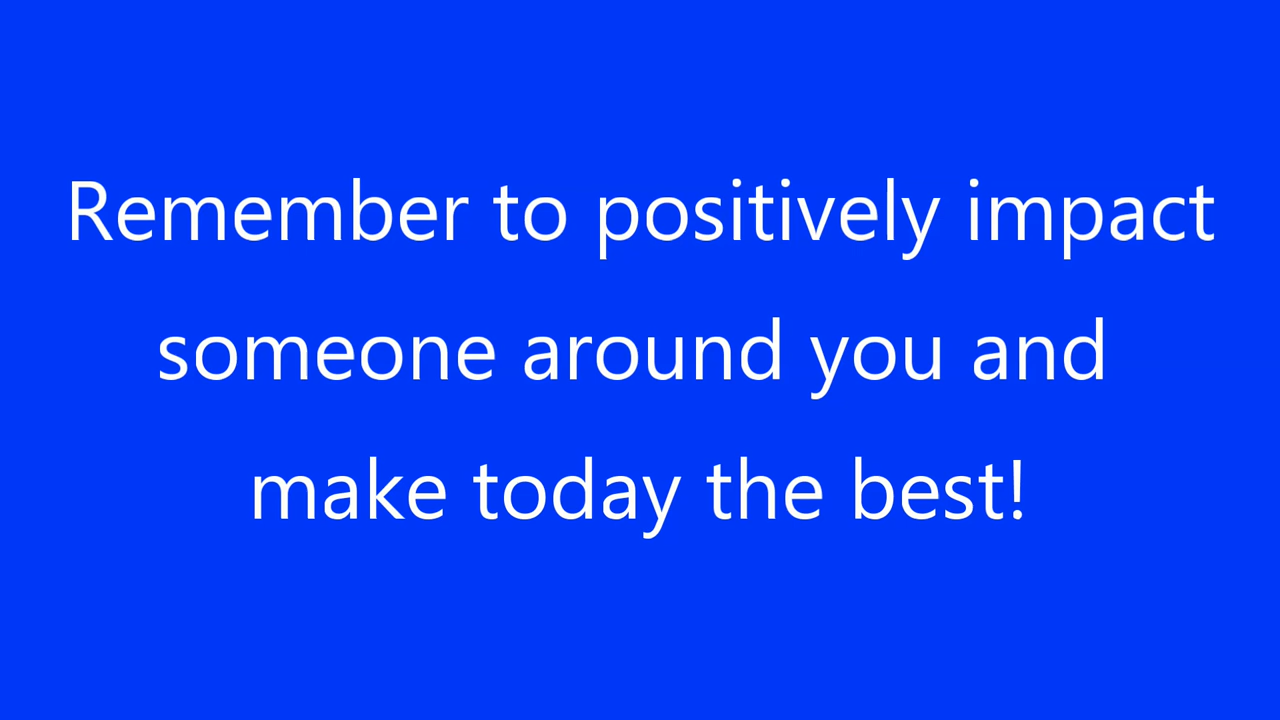 Remember to positively impact
someone around you and
make today the best!